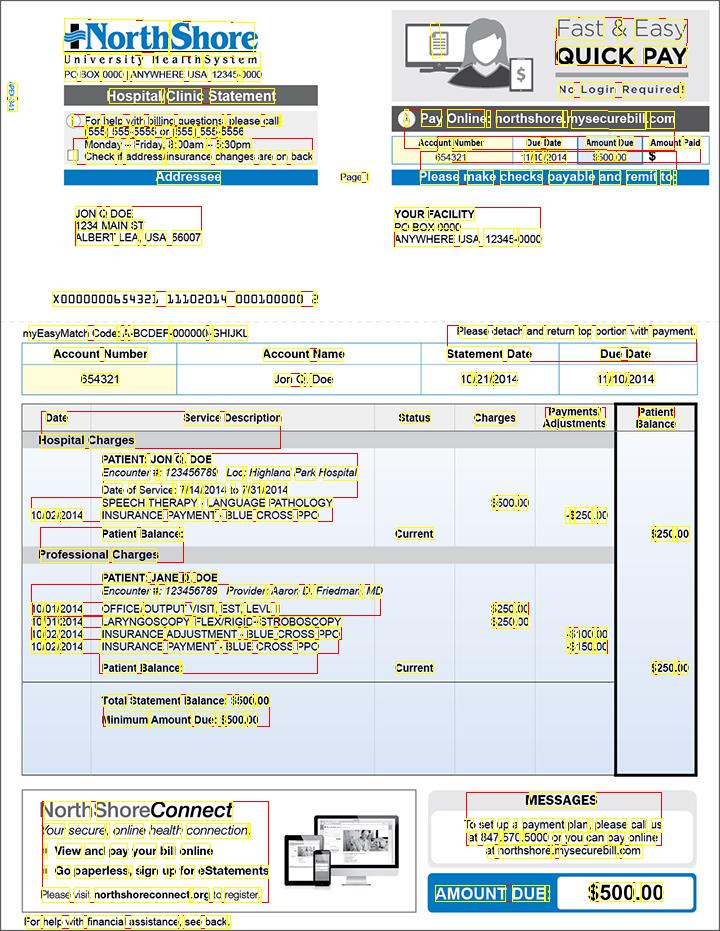 NorthShore
University HealthSystem
PO BOX 0000 | ANYWHERE USA 12345-0000
Hospital/Clinic Statement
For help with billing questions, please call
(555) 555-5555 or (555) 555-5556
Monday – Friday, 8:00am – 5:30pm
Check if address/insurance changes are on back
Addressee
Fast & Easy
QUICK PAY
No Login Required!
Pay Online: northshore.mysecurebill.com
Account Number Due Date Amount Due Amount Paid
654321 11/10/2014 $500.00 $
Please make checks payable and remit to:
Page 1
JON Q. DOE
1234 MAIN ST
ALBERT LEA, USA 56007
YOUR FACILITY
PO BOX 0000
ANYWHERE USA, 12345-0000
X0000000654321 11102014 000100000
myEasyMatch Code: A-BCDEF-000000-GHIJKL
Please detach and return top portion with payment.
Account Number Account Name Statement Date Due Date
654321 Jon Q. Doe 10/21/2014 11/10/2014
Date Service Description Status Charges Payments/ Adjustments Patient Balance
Hospital Charges
PATIENT: JON Q. DOE
Encounter #: 123456789 Loc: Highland Park Hospital
Date of Service: 7/14/2014 to 7/31/2014
SPEECH THERAPY - LANGUAGE PATHOLOGY $500.00
10/02/2014 INSURANCE PAYMENT - BLUE CROSS PPO -$250.00
Patient Balance: Current $250.00
Professional Charges
PATIENT: JANE D. DOE
Encounter #: 123456789 Provider: Aaron D. Friedman, MD
10/01/2014 OFFICE/OUTPUT VISIT, EST, LEVL II $250.00
10/01/2014 LARYNGOSCOPY, FLEX/RIGID - STROBOSCOPY $250.00
10/02/2014 INSURANCE ADJUSTMENT - BLUE CROSS PPO -$100.00
10/02/2014 INSURANCE PAYMENT - BLUE CROSS PPO -$150.00
Patient Balance: Current $250.00
Total Statement Balance: $500.00
Minimum Amount Due: $500.00
NorthShoreConnect
Your secure, online health connection.
View and pay your bill online
Go paperless, sign up for eStatements
Please visit northshoreconnect.org to register.
MESSAGES
To set up a payment plan, please call us
at 847.570.5000 or you can pay online
at northshore.mysecurebill.com
AMOUNT DUE: $500.00
For help with financial assistance, see back.